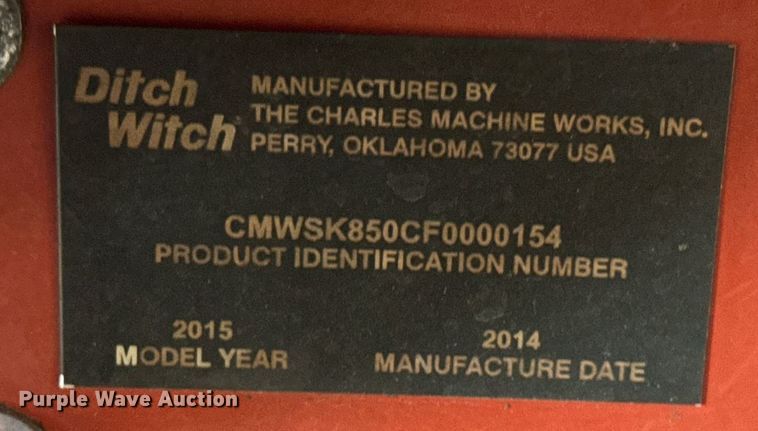 Ditch
Witch®
MANUFACTURED BY
THE CHARLES MACHINE WORKS, INC.
PERRY, OKLAHOMA 73077 USA
CMWSK850CF0000154
PRODUCT IDENTIFICATION NUMBER
2015
MODEL YEAR
2014
MANUFACTURE DATE
Purple Wave Auction